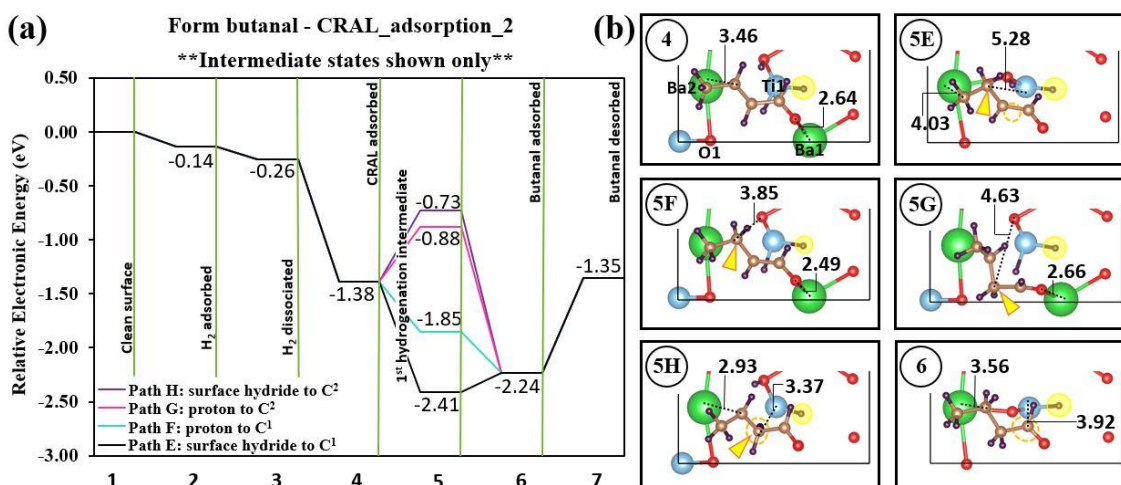 (a)
Form butanal - CRAL_adsorption_2
**Intermediate states shown only**
Relative Electronic Energy (eV)
0.50
0.00
-0.50
-1.00
-1.50
-2.00
-2.50
-3.00
-0.14
-0.26
-1.38
-0.73
-0.88
-1.85
-2.41
-2.24
-1.35
Clean surface
H2 adsorbed
H2 dissociated
CRAL adsorbed
1st hydrogenation intermediate
Butanal adsorbed
Butanal desorbed
Path H: surface hydride to C²
Path G: proton to C²
Path F: proton to C¹
Path E: surface hydride to C¹
1 2 3 4 5 6 7
(b)
4
3.46
Ba2
Ti1
2.64
O1
Ba1
5E
5.28
4.03
5F
3.85
2.49
5G
4.63
2.66
5H
2.93
3.37
6
3.56
3.92